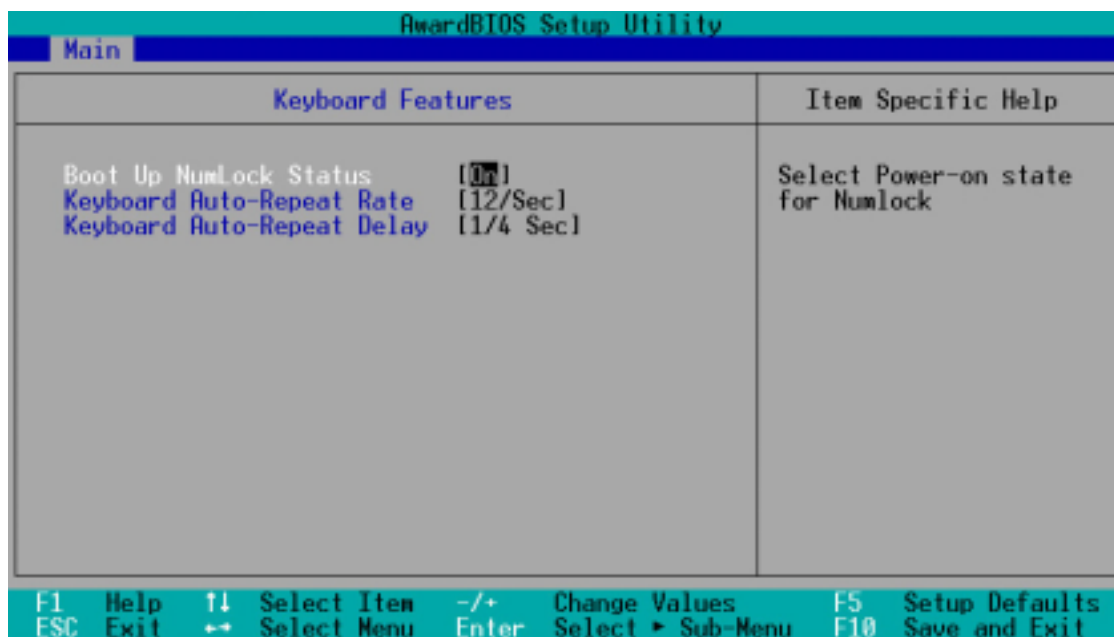 AwardBIOS Setup Utility
Main
Keyboard Features
Item Specific Help
Boot Up NumLock Status [On]
Keyboard Auto-Repeat Rate [12/Sec]
Keyboard Auto-Repeat Delay [1/4 Sec]
Select Power-on state
for Numlock
F1 Help ↑↓ Select Item -/+ Change Values F5 Setup Defaults
ESC Exit ←→ Select Menu Enter Select ► Sub-Menu F10 Save and Exit